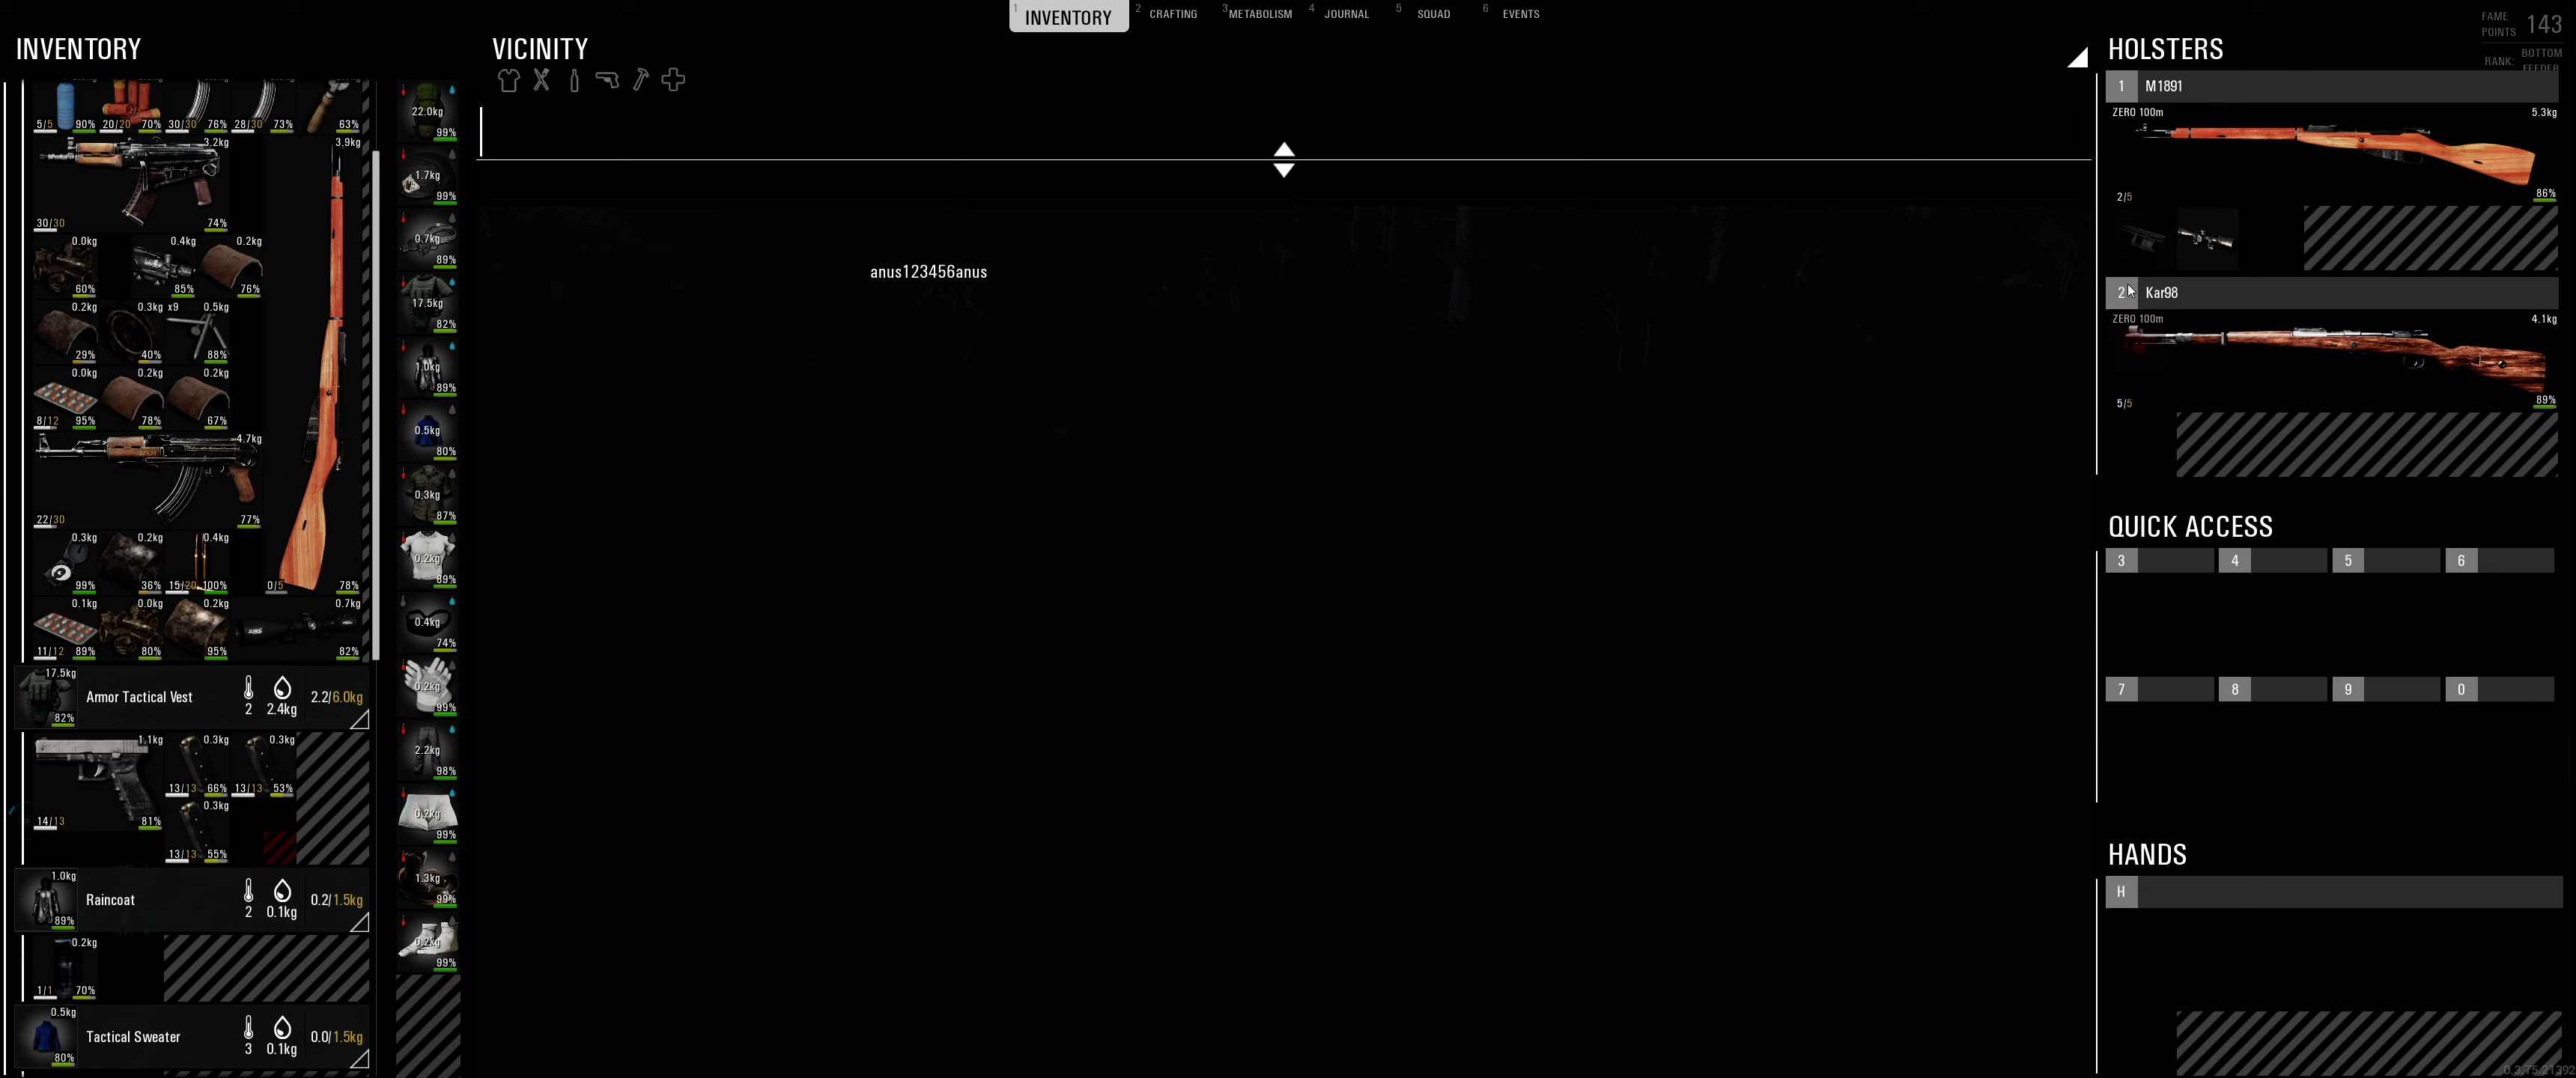 1 INVENTORY 2 CRAFTING 3 METABOLISM 4 JOURNAL 5 SQUAD 6 EVENTS
FAME POINTS 143
RANK: BOTTOM FEEDER
INVENTORY
5/5 90% 20/20 70% 30/30 76% 28/30 73% 63%
3.2kg 3.9kg
30/30 74%
0.0kg 0.4kg 0.2kg
60% 85% 76%
0.2kg 0.3kg x9 0.5kg
29% 40% 88%
0.0kg 0.2kg 0.2kg
8/12 95% 78% 67%
4.7kg
22/30 77%
0.3kg 0.2kg 0.4kg
99% 36% 15/20 100% 0/5 78%
0.1kg 0.0kg 0.2kg 0.7kg
11/12 89% 80% 95% 82%
17.5kg
Armor Tactical Vest 2 2.4kg 2.2/6.0kg
82%
1.1kg 0.3kg 0.3kg
13/13 66% 13/13 53%
0.3kg
14/13 81%
13/13 55%
1.0kg
Raincoat 2 0.1kg 0.2/1.5kg
89%
0.2kg
1/1 70%
0.5kg
Tactical Sweater 3 0.1kg 0.0/1.5kg
80%
22.0kg
99%
1.7kg
99%
0.7kg
89%
17.5kg
82%
1.0kg
89%
0.5kg
80%
0.3kg
87%
0.2kg
89%
0.4kg
74%
0.2kg
99%
2.2kg
98%
0.2kg
99%
1.3kg
99%
0.2kg
99%
VICINITY
anus123456anus
HOLSTERS
1 M1891
ZERO 100m 5.3kg
2/5 86%
2 Kar98
ZERO 100m 4.1kg
5/5 89%
QUICK ACCESS
3 4 5 6
7 8 9 0
HANDS
H
0.3.75.21392